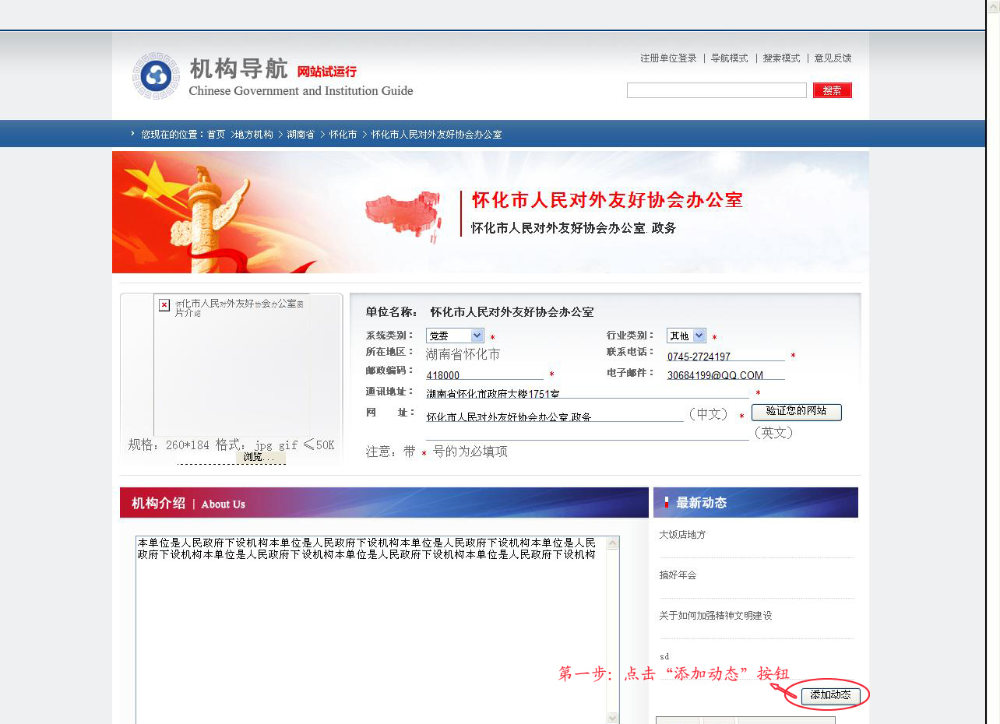 注册单位登录 | 导航模式 | 搜索模式 | 意见反馈
机构导航 网站试运行
Chinese Government and Institution Guide
搜索
您现在的位置：首页 >地方机构 > 湖南省 > 怀化市 > 怀化市人民对外友好协会办公室
怀化市人民对外友好协会办公室
怀化市人民对外友好协会办公室.政务
怀化市人民对外友好协会办公室图
片介绍
规格：260*184 格式：jpg gif ≤50K
浏览...
单位名称： 怀化市人民对外友好协会办公室
系统类别： 党委 * 行业类别： 其他 *
所在地区： 湖南省怀化市 联系电话： 0745-2724197 *
邮政编码： 418000 * 电子邮件： 30684199@QQ.COM
通讯地址： 湖南省怀化市政府大楼1751室 *
网 址： 怀化市人民对外友好协会办公室.政务 （中文） * 验证您的网站
（英文）
注意：带 * 号的为必填项
机构介绍 | About Us
本单位是人民政府下设机构本单位是人民政府下设机构本单位是人民政府下设机构本单位是人民
政府下设机构本单位是人民政府下设机构本单位是人民政府下设机构本单位是人民政府下设机构
最新动态
大饭店地方
搞好年会
关于如何加强精神文明建设
sd
第一步：点击“添加动态”按钮
添加动态